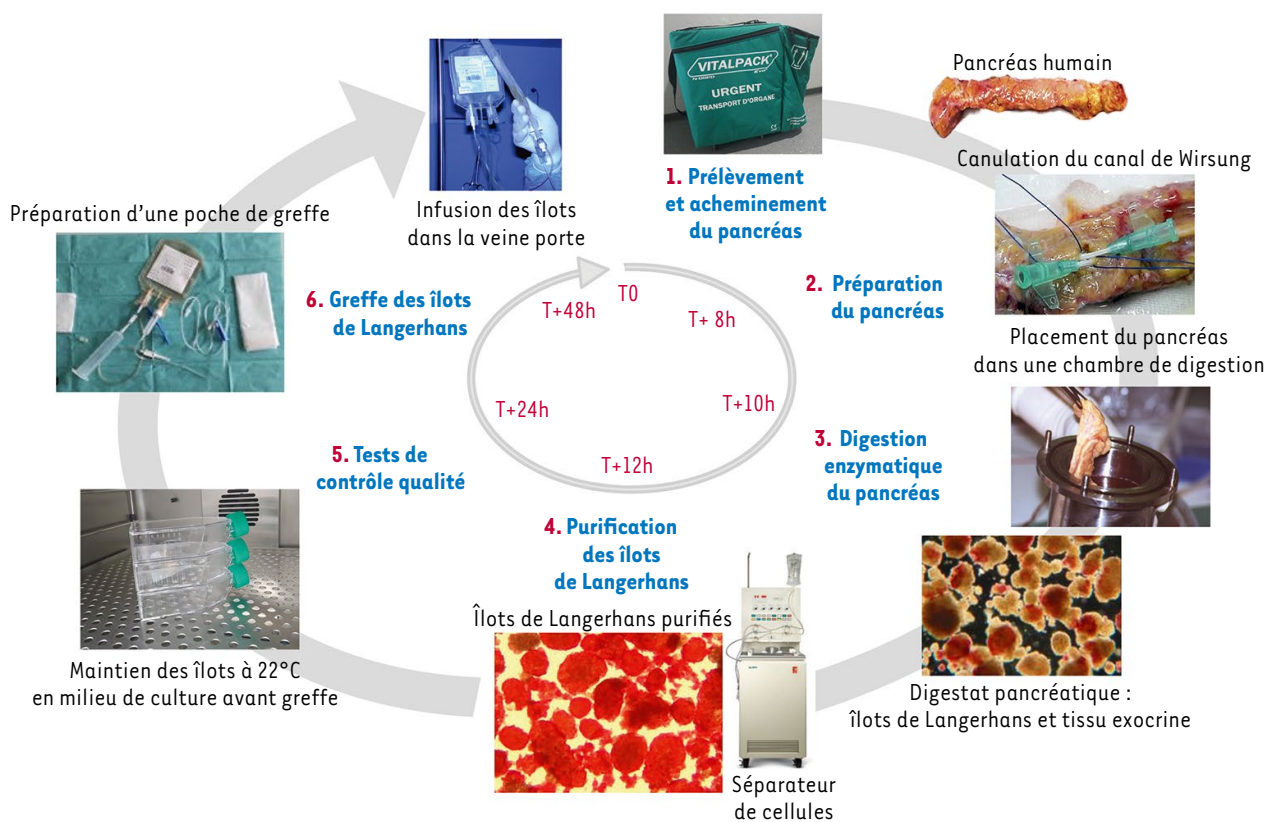 VITALPACK
URGENT
TRANSPORT D'ORGANE
1. Prélèvement
et acheminement
du pancréas
Pancréas humain
Canulation du canal de Wirsung
2. Préparation
du pancréas
Placement du pancréas
dans une chambre de digestion
3. Digestion
enzymatique
du pancréas
Digestat pancréatique :
îlots de Langerhans et tissu exocrine
4. Purification
des îlots
de Langerhans
Îlots de Langerhans purifiés
Séparateur
de cellules
5. Tests de
contrôle qualité
Maintien des îlots à 22°C
en milieu de culture avant greffe
6. Greffe des îlots
de Langerhans
Préparation d’une poche de greffe
Infusion des îlots
dans la veine porte
T0
T+ 8h
T+10h
T+12h
T+24h
T+48h